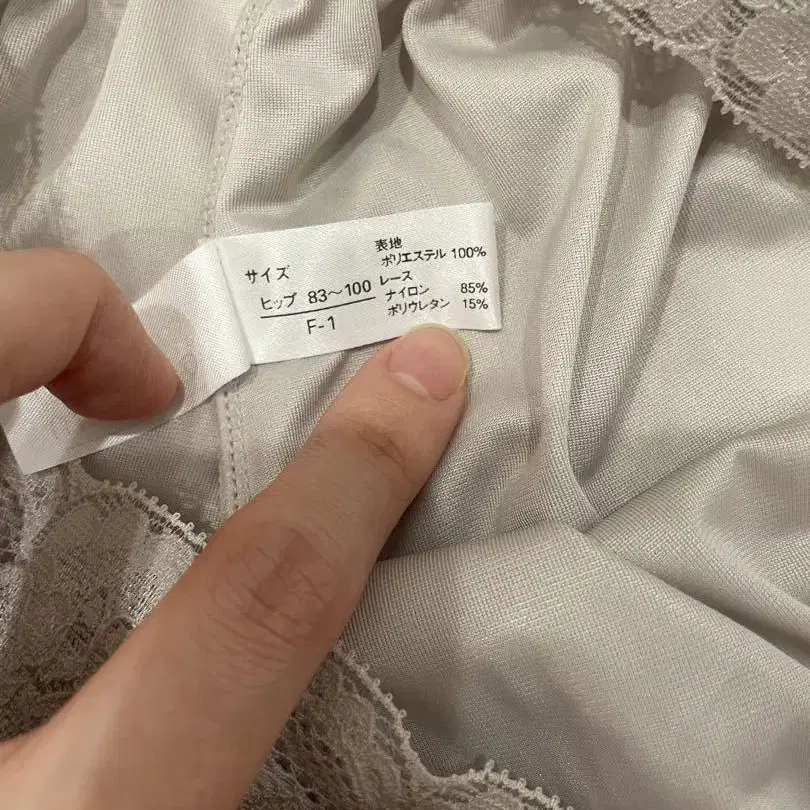 サイズ
ヒップ 83〜100
F-1
表地
ポリエステル 100%
レース
ナイロン 85%
ポリウレタン 15%